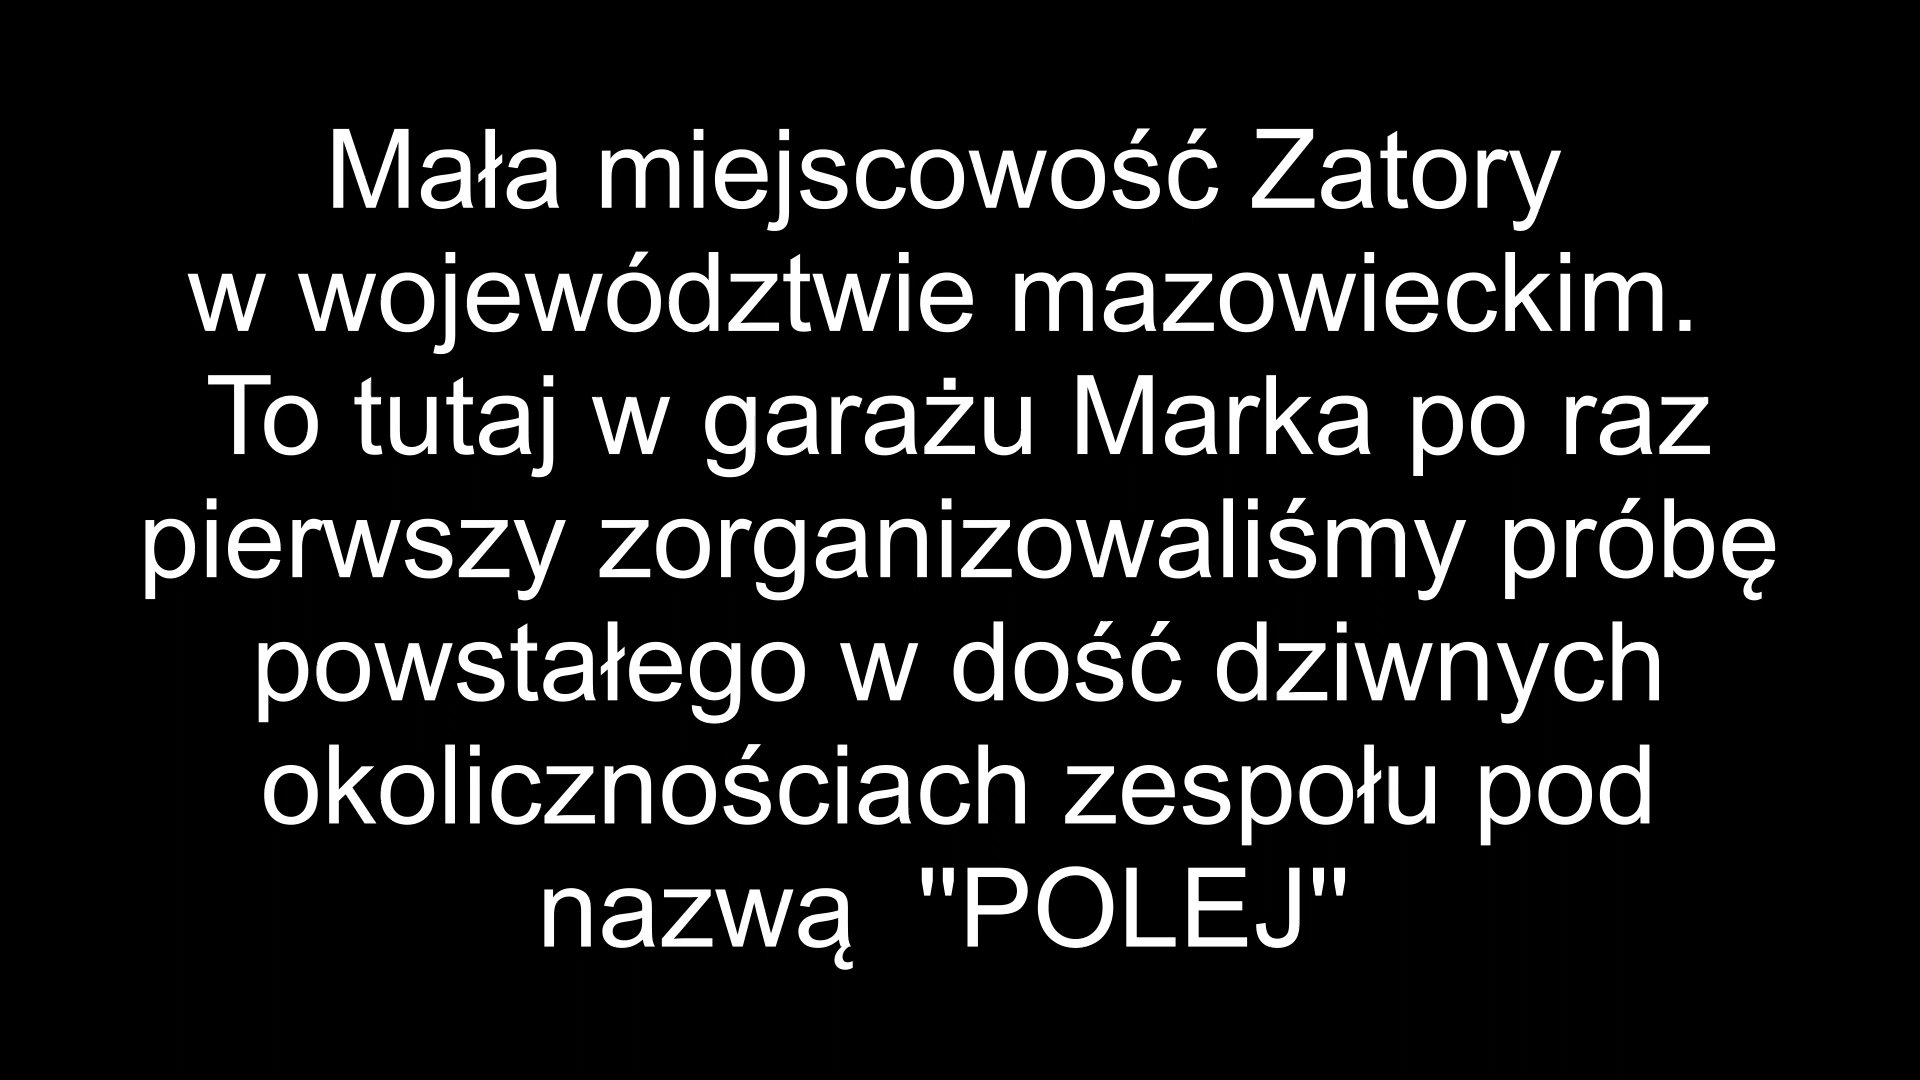 Mała miejscowość Zatory
w województwie mazowieckim.
To tutaj w garażu Marka po raz
pierwszy zorganizowaliśmy próbę
powstałego w dość dziwnych
okolicznościach zespołu pod
nazwą  "POLEJ"